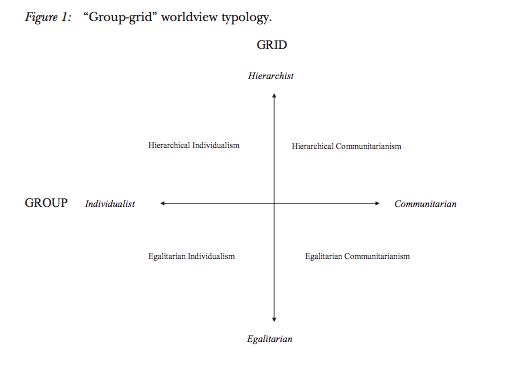 Figure 1: “Group-grid” worldview typology.
GRID
Hierarchist
Hierarchical Individualism Hierarchical Communitarianism
GROUP Individualist Communitarian
Egalitarian Individualism Egalitarian Communitarianism
Egalitarian